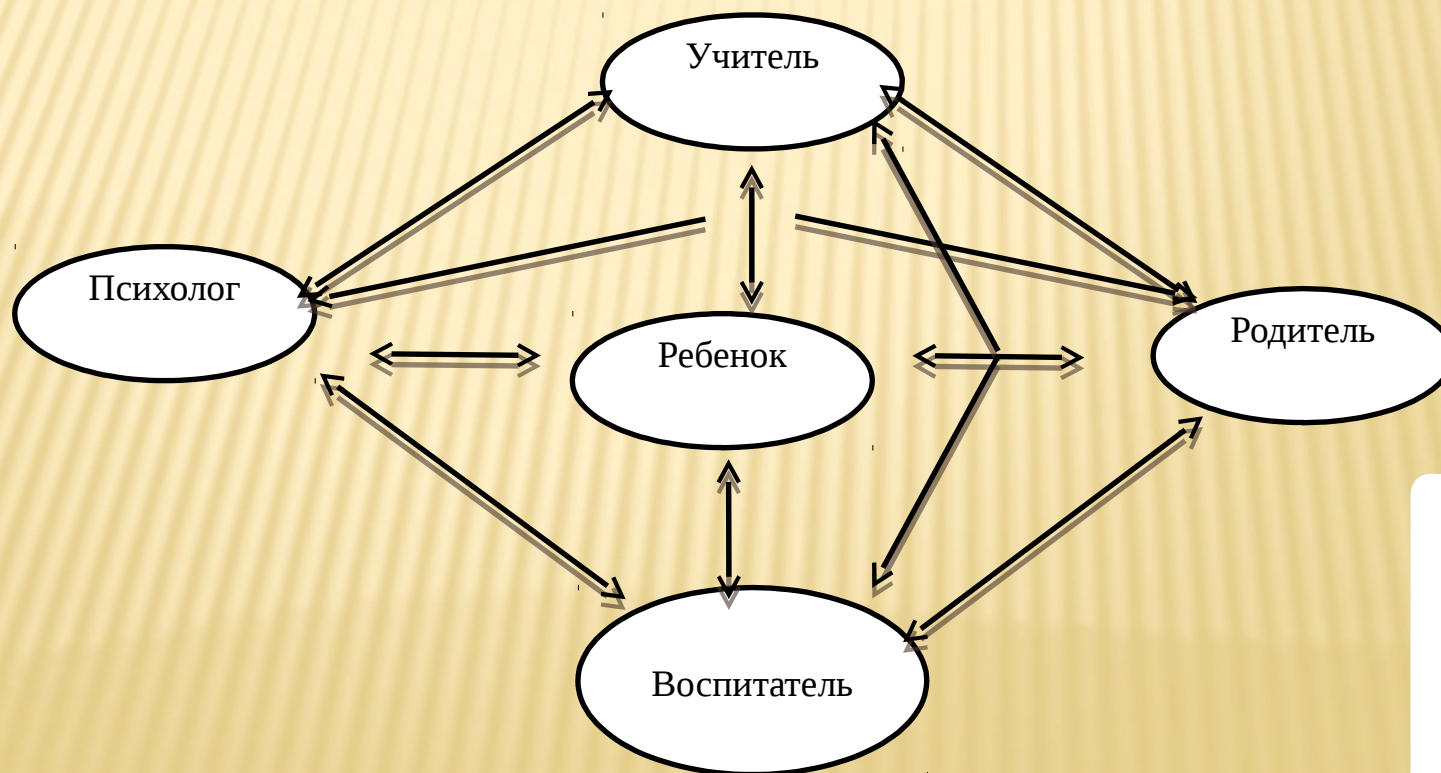 Учитель
Психолог
Родитель
Ребенок
Воспитатель